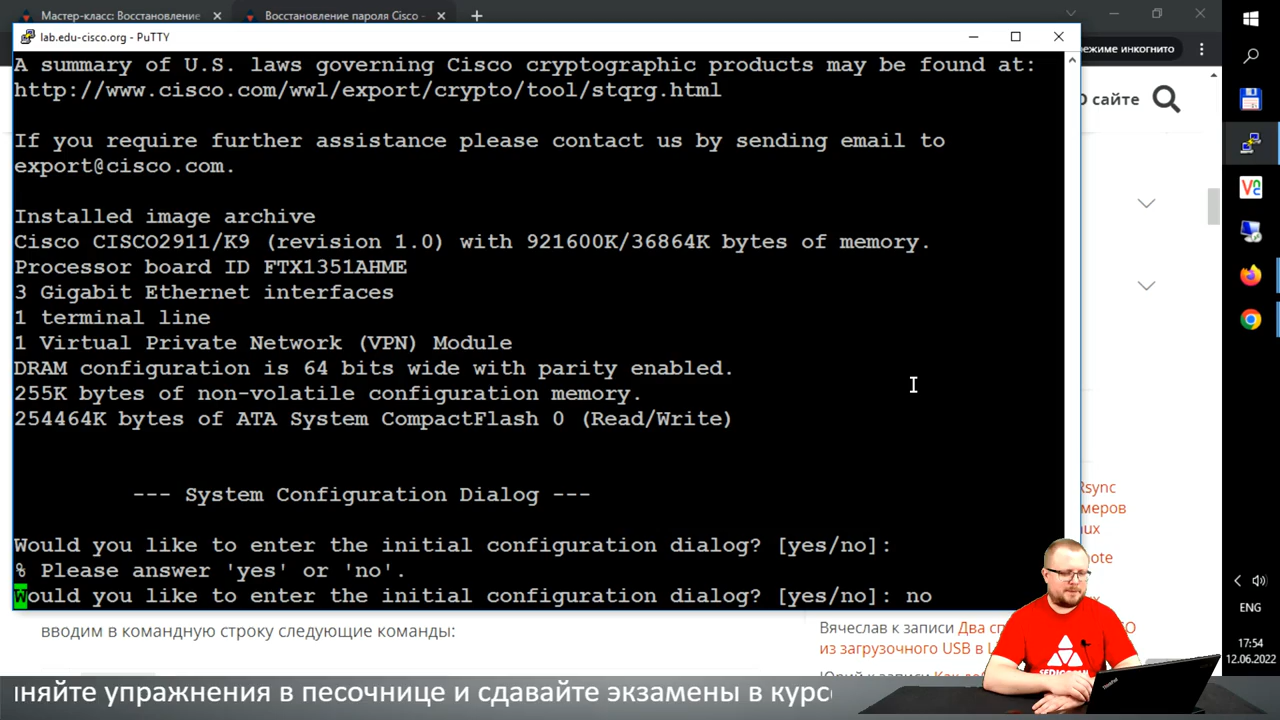 Мастер-класс: Восстановление
Восстановление пароля Cisco -
lab.edu-cisco.org - PuTTY
режиме инкогнито
О сайте
A summary of U.S. laws governing Cisco cryptographic products may be found at:
http://www.cisco.com/wwl/export/crypto/tool/stqrg.html
If you require further assistance please contact us by sending email to
export@cisco.com.
Installed image archive
Cisco CISCO2911/K9 (revision 1.0) with 921600K/36864K bytes of memory.
Processor board ID FTX1351AHME
3 Gigabit Ethernet interfaces
1 terminal line
1 Virtual Private Network (VPN) Module
DRAM configuration is 64 bits wide with parity enabled.
255K bytes of non-volatile configuration memory.
254464K bytes of ATA System CompactFlash 0 (Read/Write)
--- System Configuration Dialog ---
Would you like to enter the initial configuration dialog? [yes/no]:
% Please answer 'yes' or 'no'.
Would you like to enter the initial configuration dialog? [yes/no]: no
Rsync
меров
ux
ote
вводим в командную строку следующие команды:
Вячеслав к записи Два сп
из загрузочного USB в L
ENG
17:54
12.06.2022
няйте упражнения в песочнице и сдавайте экзамены в курс
ThinkPad